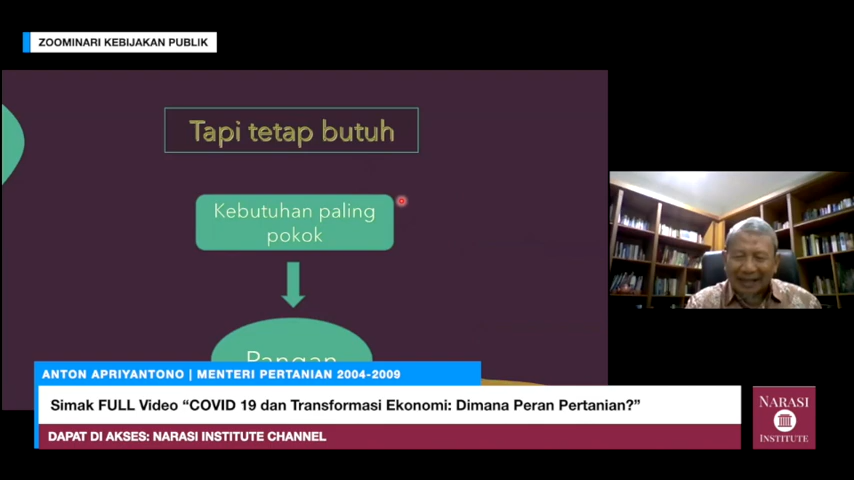 ZOOMINARI KEBIJAKAN PUBLIK
Tapi tetap butuh
Kebutuhan paling
pokok
Pangan
ANTON APRIYANTONO | MENTERI PERTANIAN 2004-2009
Simak FULL Video “COVID 19 dan Transformasi Ekonomi: Dimana Peran Pertanian?”
DAPAT DI AKSES: NARASI INSTITUTE CHANNEL
NARASI
INSTITUTE